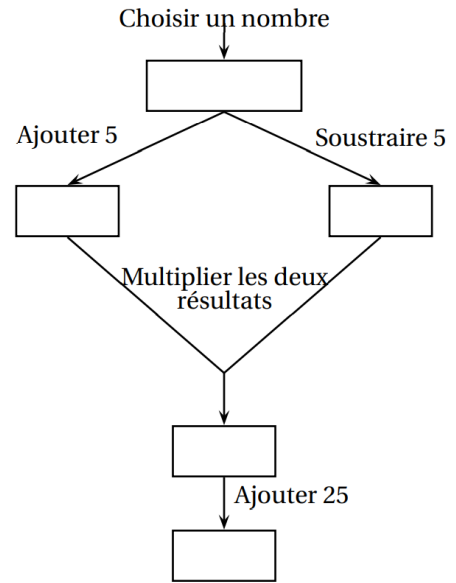 Choisir un nombre
Ajouter 5
Soustraire 5
Multiplier les deux
résultats
Ajouter 25